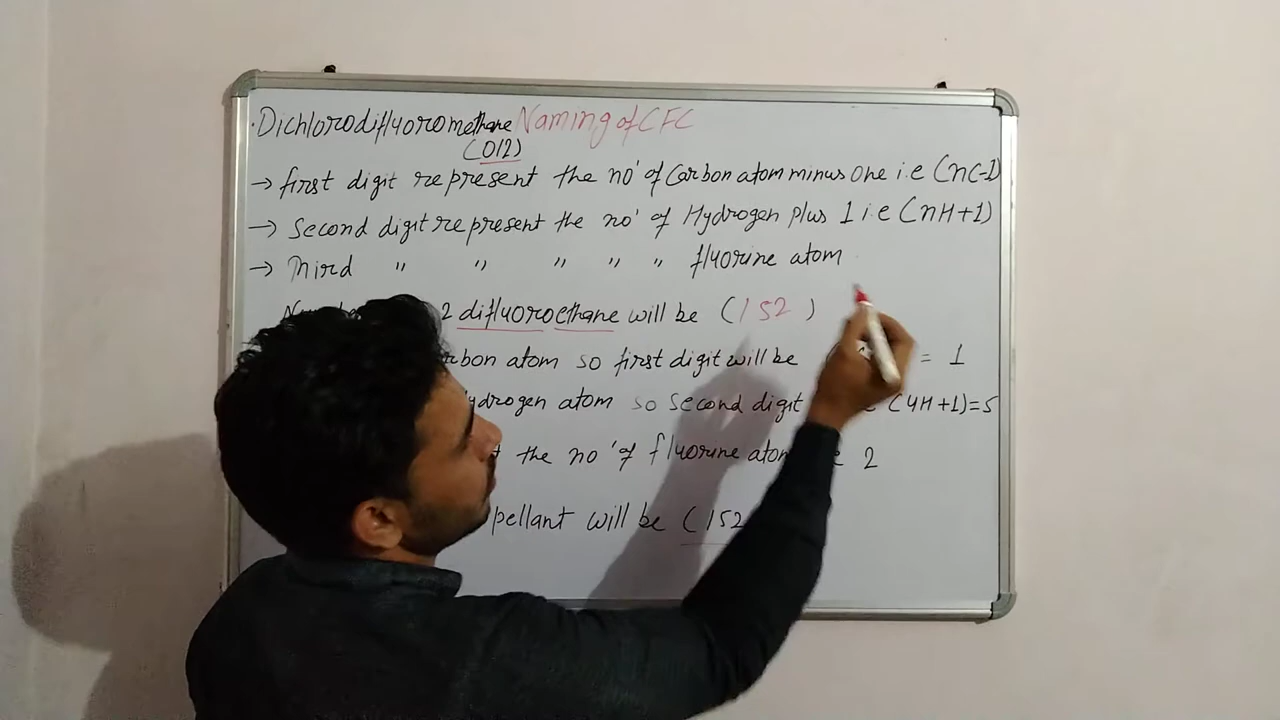 Dichlorodifluoromethane Naming of CFC
(012)
→ first digit represent the no' of Carbon atom minus one i.e (nC-1)
→ Second digit represent the no' of Hydrogen plus 1 i.e (nH+1)
→ Third " " " " " fluorine atom
2 difluoroethane will be (152)
atom so first digit will be = 1
atom so second digit (4H+1)=5
the no' of fluorine atom 2
will be (152